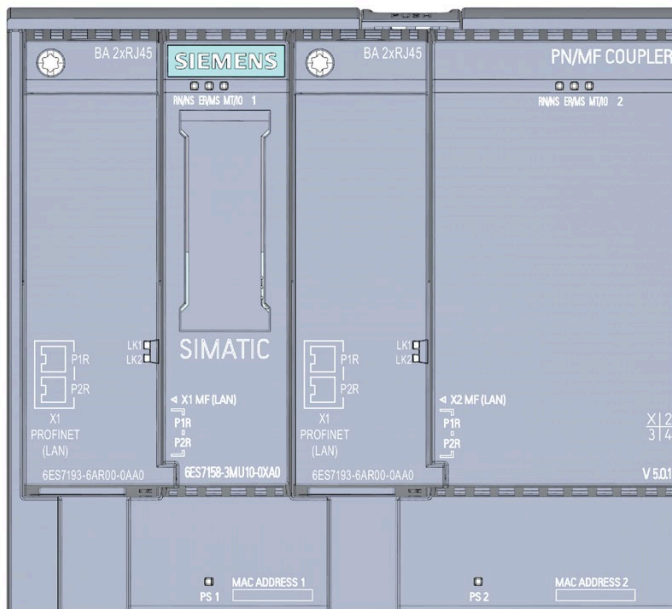 BA 2xRJ45
SIEMENS
BA 2xRJ45
PN/MF COUPLER
RN/NS ER/MS MT/IO 1
RN/NS ER/MS MT/IO 2
SIMATIC
LK1
LK2
P1R
P2R
X1
PROFINET
(LAN)
6ES7193-6AR00-0AA0
X1 MF (LAN)
P1R
P2R
6ES7158-3MU10-0XA0
LK1
LK2
P1R
P2R
X1
PROFINET
(LAN)
6ES7193-6AR00-0AA0
X2 MF (LAN)
P1R
P2R
X 2
3 4
V 5.0.1
PS 1
MAC ADDRESS 1
PS 2
MAC ADDRESS 2